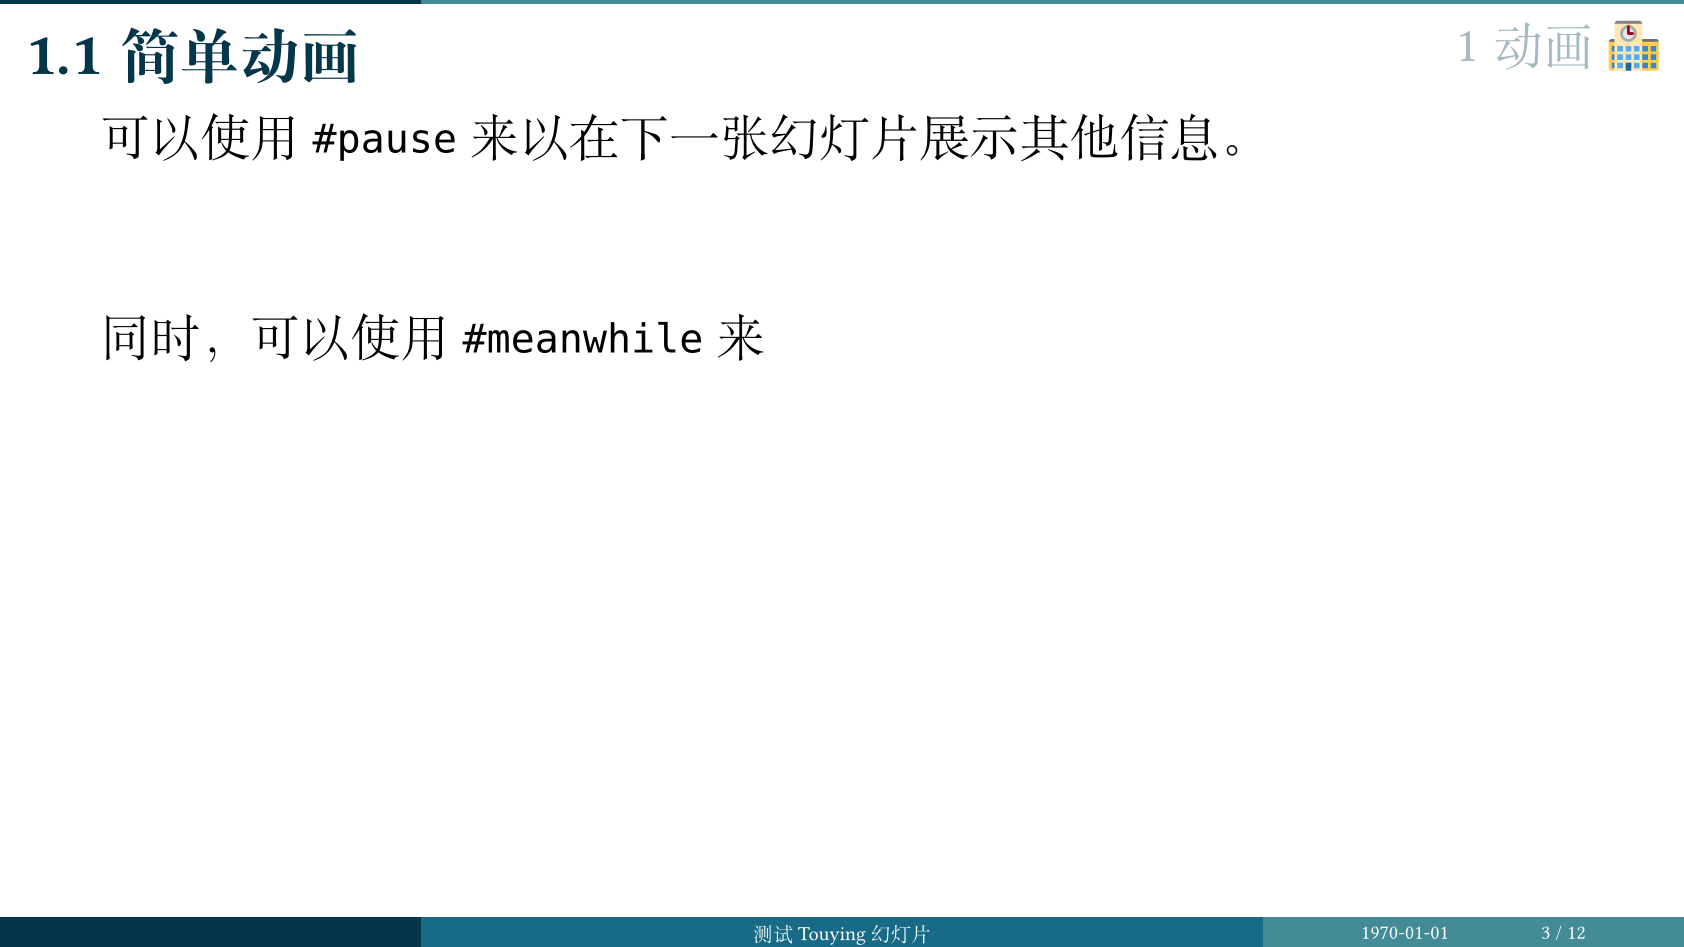 1.1 简单动画
1 动画
可以使用 #pause 来以在下一张幻灯片展示其他信息。
同时，可以使用 #meanwhile 来
测试 Touying 幻灯片
1970-01-01
3 / 12